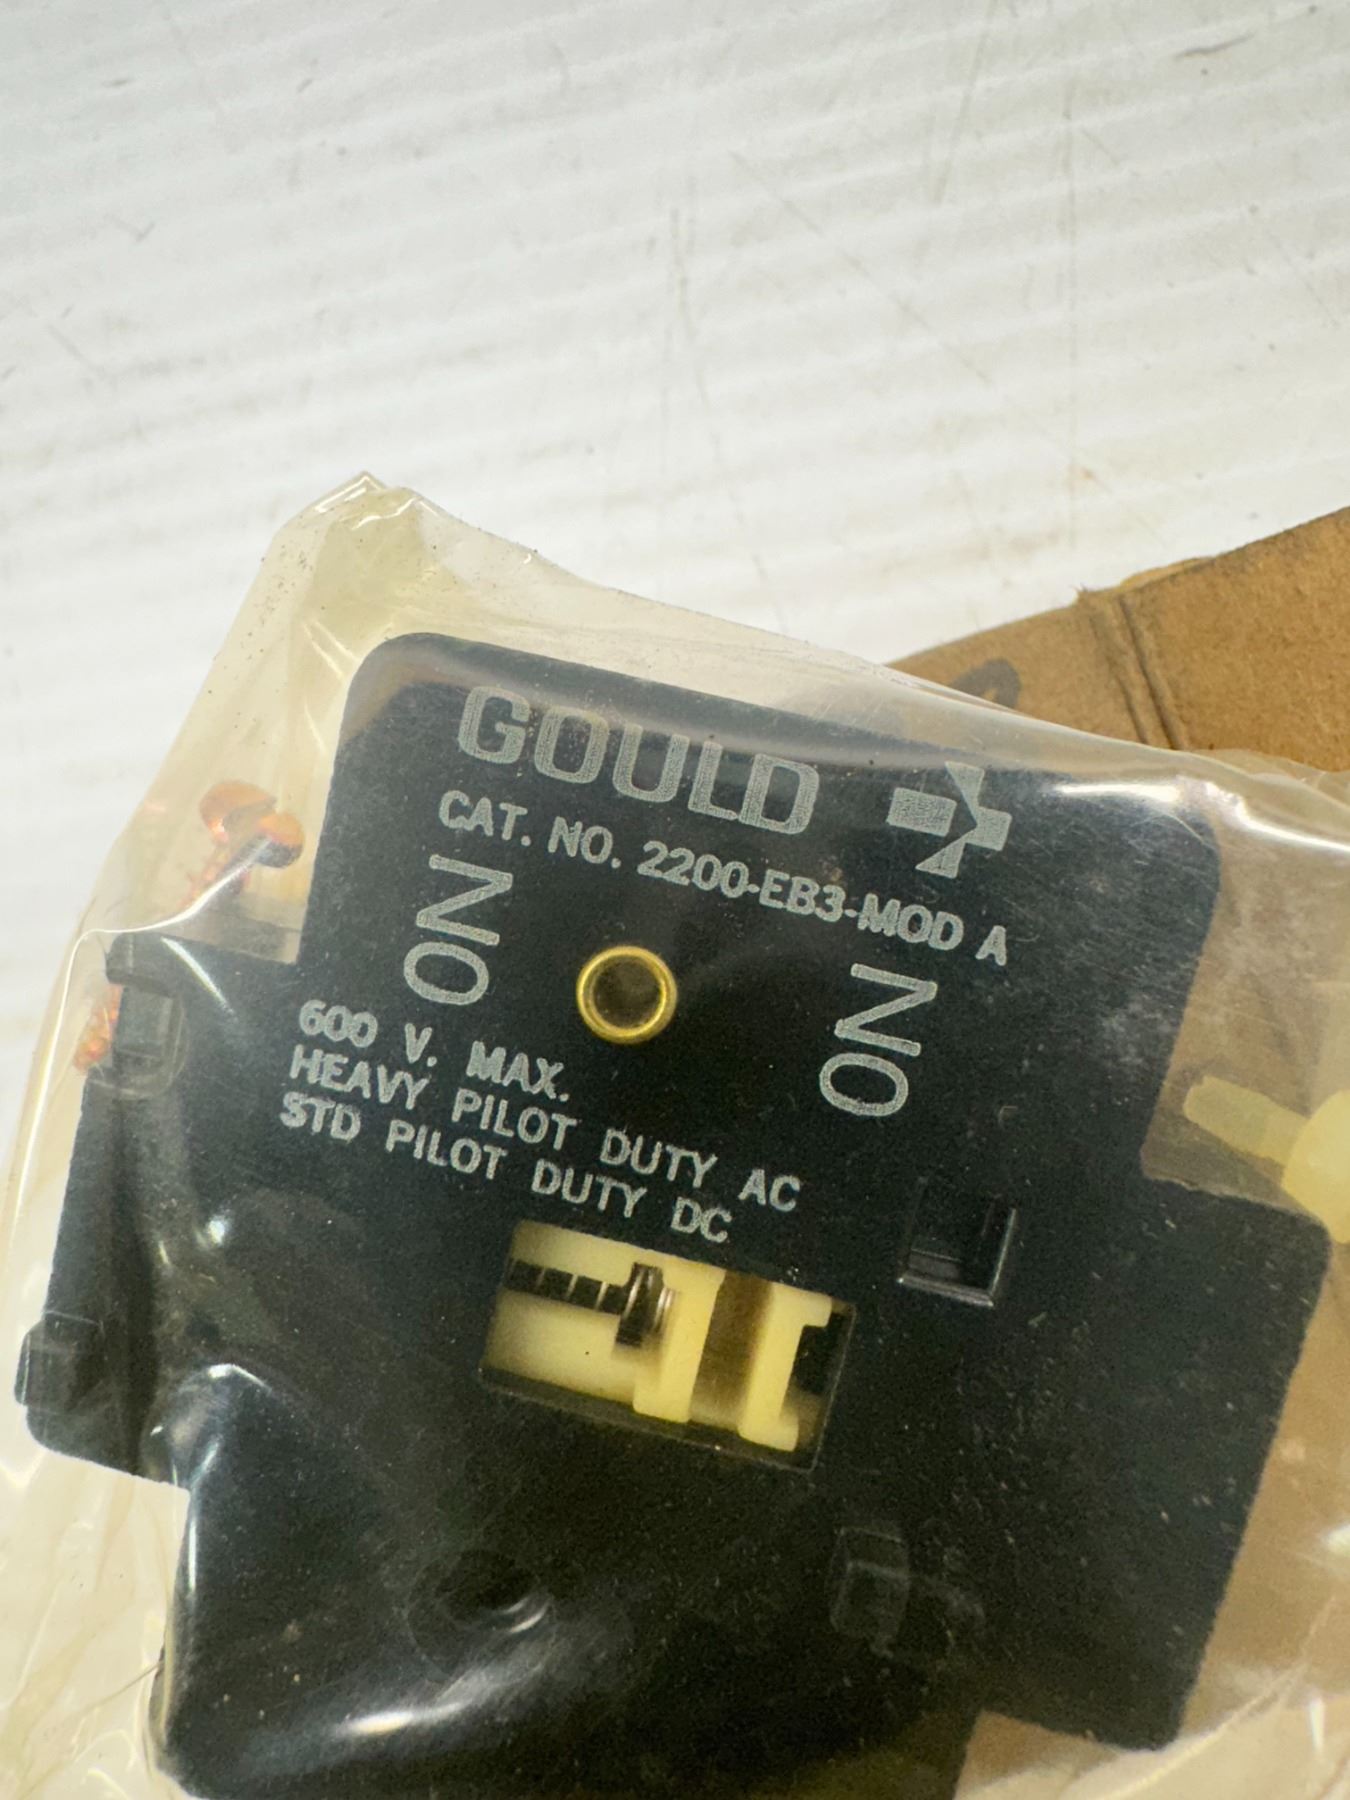 GOULD
CAT. NO. 2200-EB3-MOD A
NO
NO
600 V. MAX.
HEAVY PILOT DUTY AC
STD PILOT DUTY DC